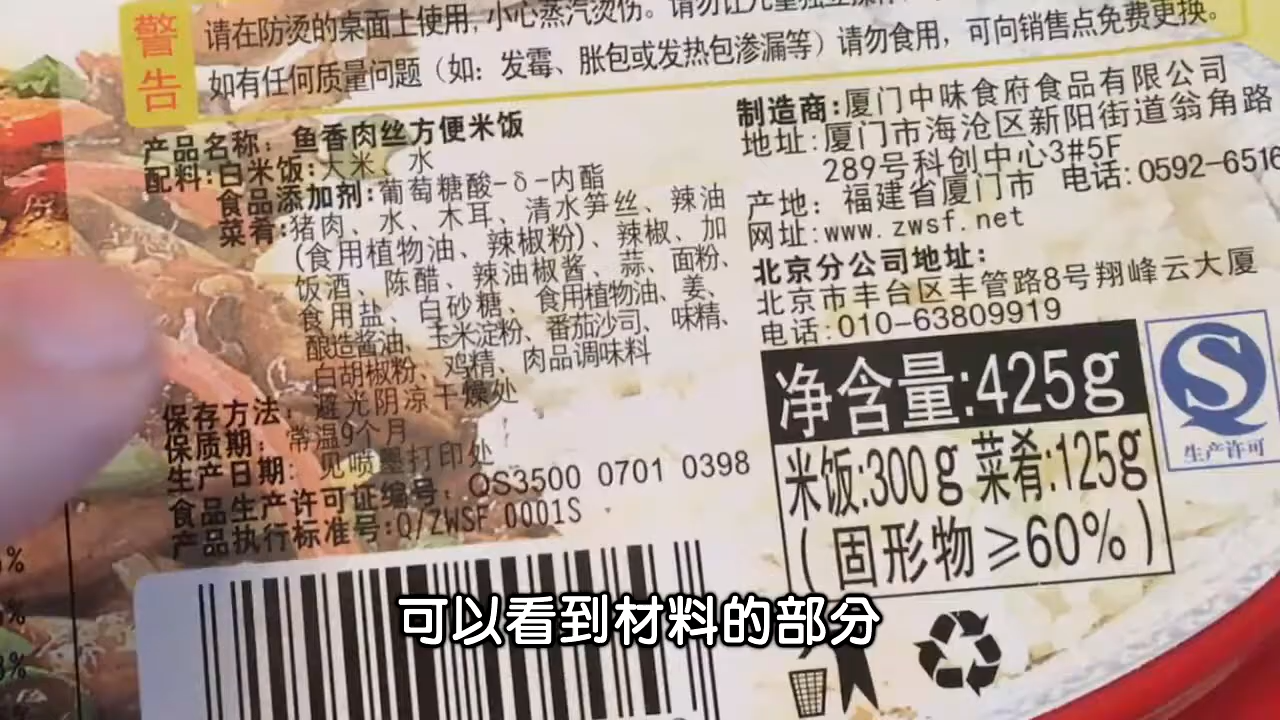 警告
请在防烫的桌面上使用,小心蒸汽烫伤。请勿让儿童独立操作
如有任何质量问题（如：发霉、胀包或发热包渗漏等）请勿食用，可向销售点免费更换。
产品名称：鱼香肉丝方便米饭
配料:白米饭:大米、水
食品添加剂:葡萄糖酸-δ-内酯
菜肴:猪肉、水、木耳、清水笋丝、辣油
(食用植物油、辣椒粉)、辣椒、加
饭酒、陈醋、辣油椒酱、蒜、面粉、
食用盐、白砂糖、食用植物油、姜、
酿造酱油、玉米淀粉、番茄沙司、味精、
白胡椒粉、鸡精、肉品调味料
保存方法：避光阴凉干燥处
保质期：常温9个月
生产日期：见喷墨打印处
食品生产许可证编号：QS3500 0701 0398
产品执行标准号:Q/ZWSF 0001S
制造商:厦门中味食府食品有限公司
地址:厦门市海沧区新阳街道翁角路
289号科创中心3#5F
产地：福建省厦门市 电话:0592-6516
网址:www.zwsf.net
北京分公司地址：
北京市丰台区丰管路8号翔峰云大厦
电话:010-63809919
净含量:425g
米饭:300g 菜肴:125g
(固形物≥60%)
生产许可
可以看到材料的部分